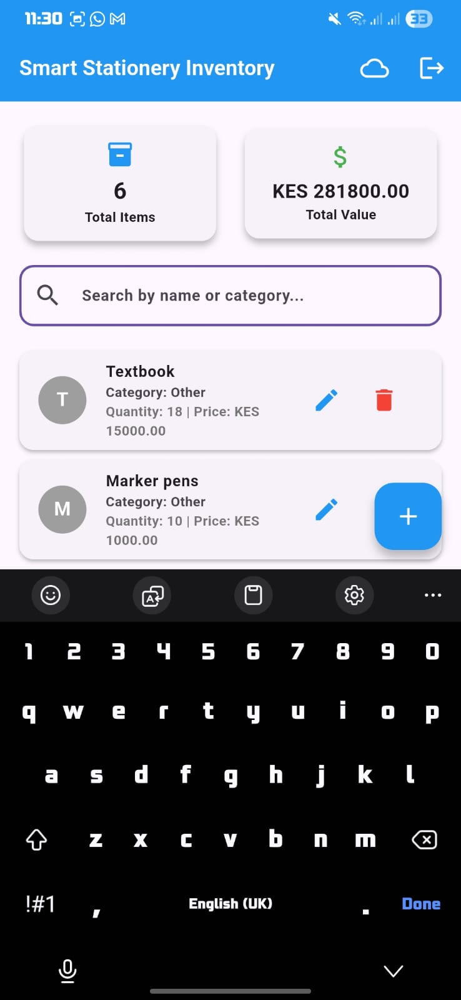 11:30
33
Smart Stationery Inventory
6
Total Items
$
KES 281800.00
Total Value
Search by name or category...
T
Textbook
Category: Other
Quantity: 18 | Price: KES
15000.00
M
Marker pens
Category: Other
Quantity: 10 | Price: KES
1000.00
+
1 2 3 4 5 6 7 8 9 0
q w e r t y u i o p
a s d f g h j k l
z x c v b n m
!#1 , English (UK) . Done